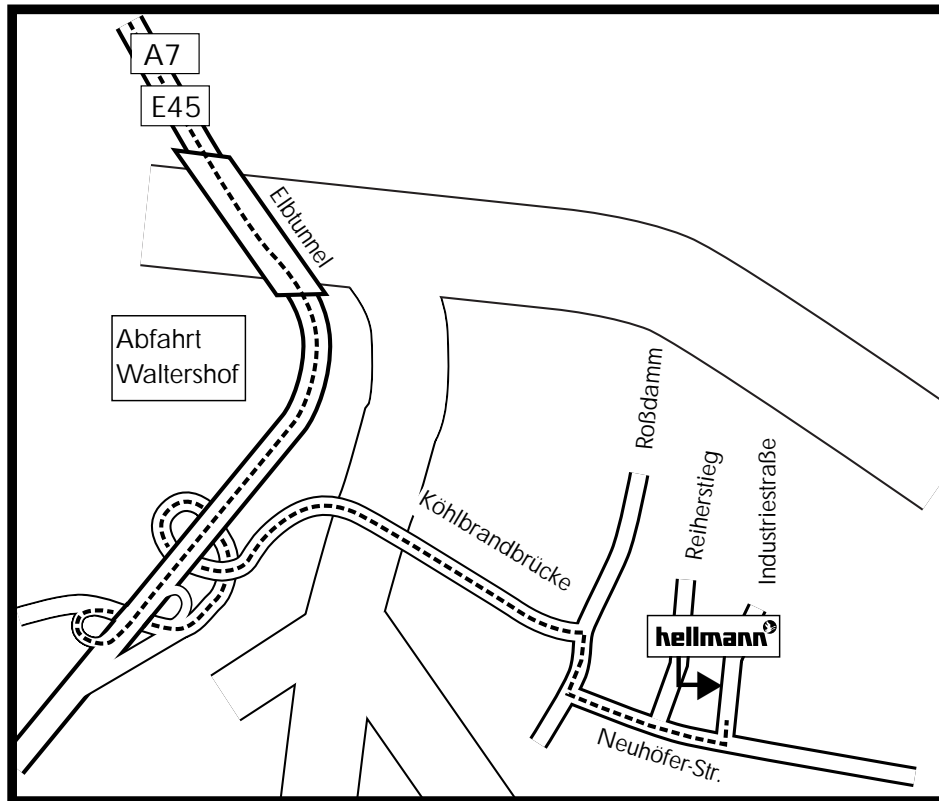 A7
E45
Elbtunnel
Abfahrt
Waltershof
Roßdamm
Reiherstieg
Industriestraße
Köhlbrandbrücke
hellmann
Neuhöfer-Str.